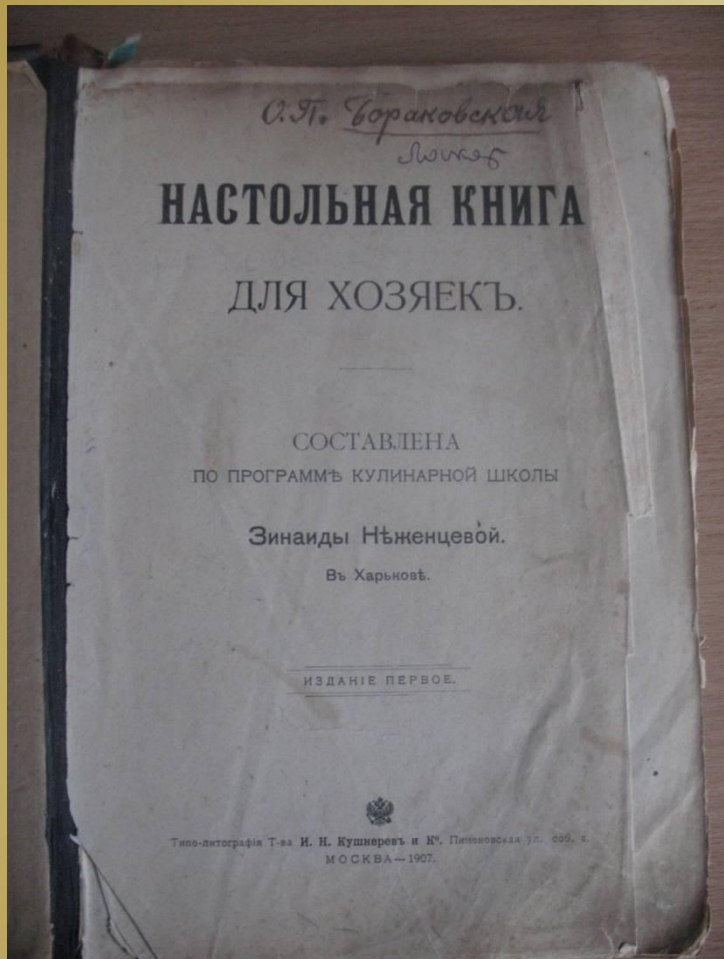 О.П. Бораковская
НАСТОЛЬНАЯ КНИГА
ДЛЯ ХОЗЯЕКЪ.
СОСТАВЛЕНА
ПО ПРОГРАММѢ КУЛИНАРНОЙ ШКОЛЫ
Зинаиды Нѣженцевой.
Въ Харьковѣ.
ИЗДАНІЕ ПЕРВОЕ.
Типо-литографія Т-ва И. Н. Кушнеревъ и Кº. Пименовская ул. соб. д.
МОСКВА—1907.